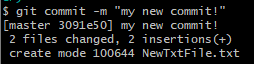 $ git commit -m "my new commit!"
[master 3091e50] my new commit!
 2 files changed, 2 insertions(+)
 create mode 100644 NewTxtFile.txt